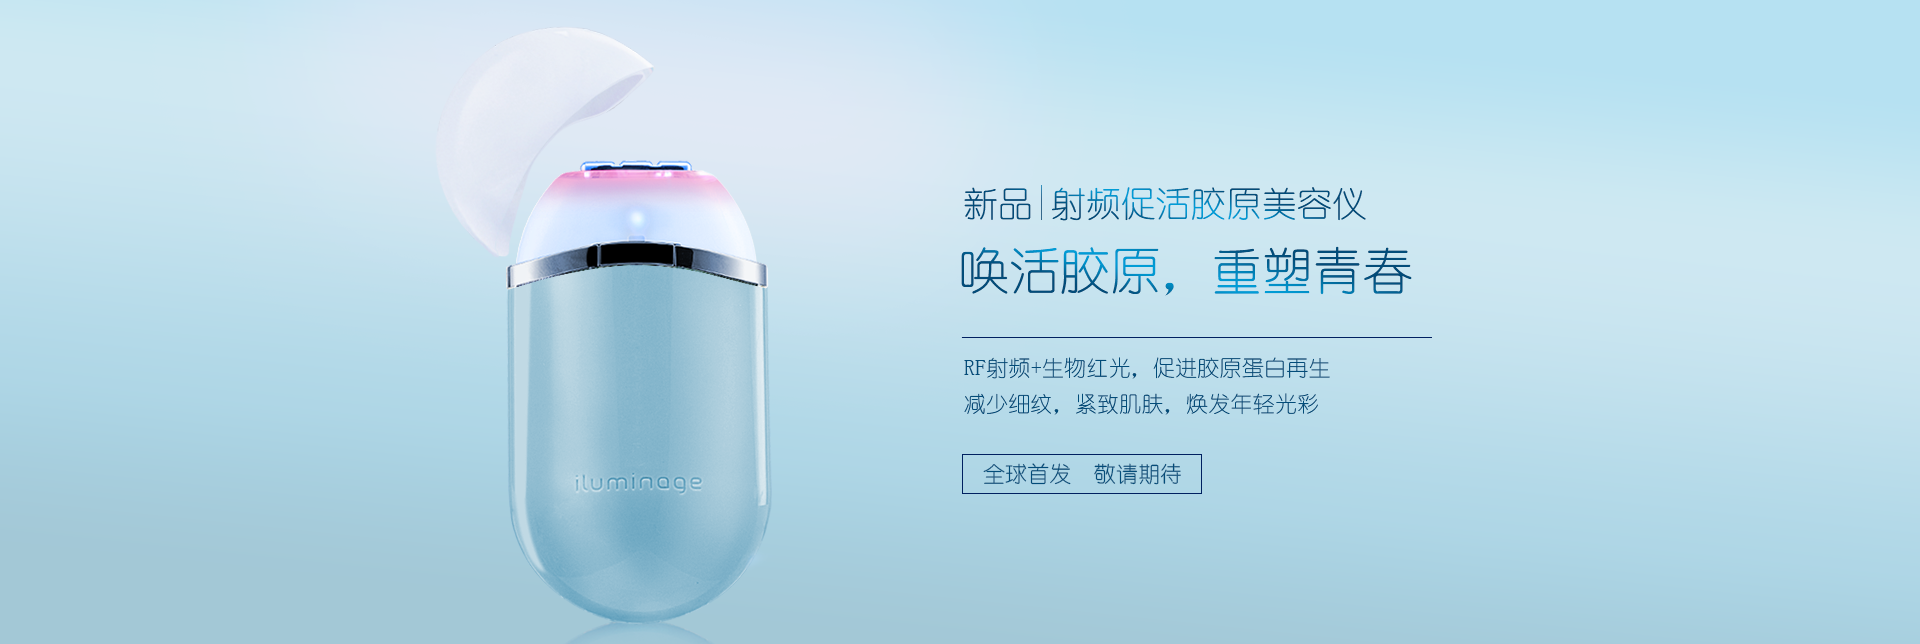 新品|射频促活胶原美容仪
唤活胶原，重塑青春
RF射频+生物红光，促进胶原蛋白再生
减少细纹，紧致肌肤，焕发年轻光彩
全球首发 敬请期待
iluminage